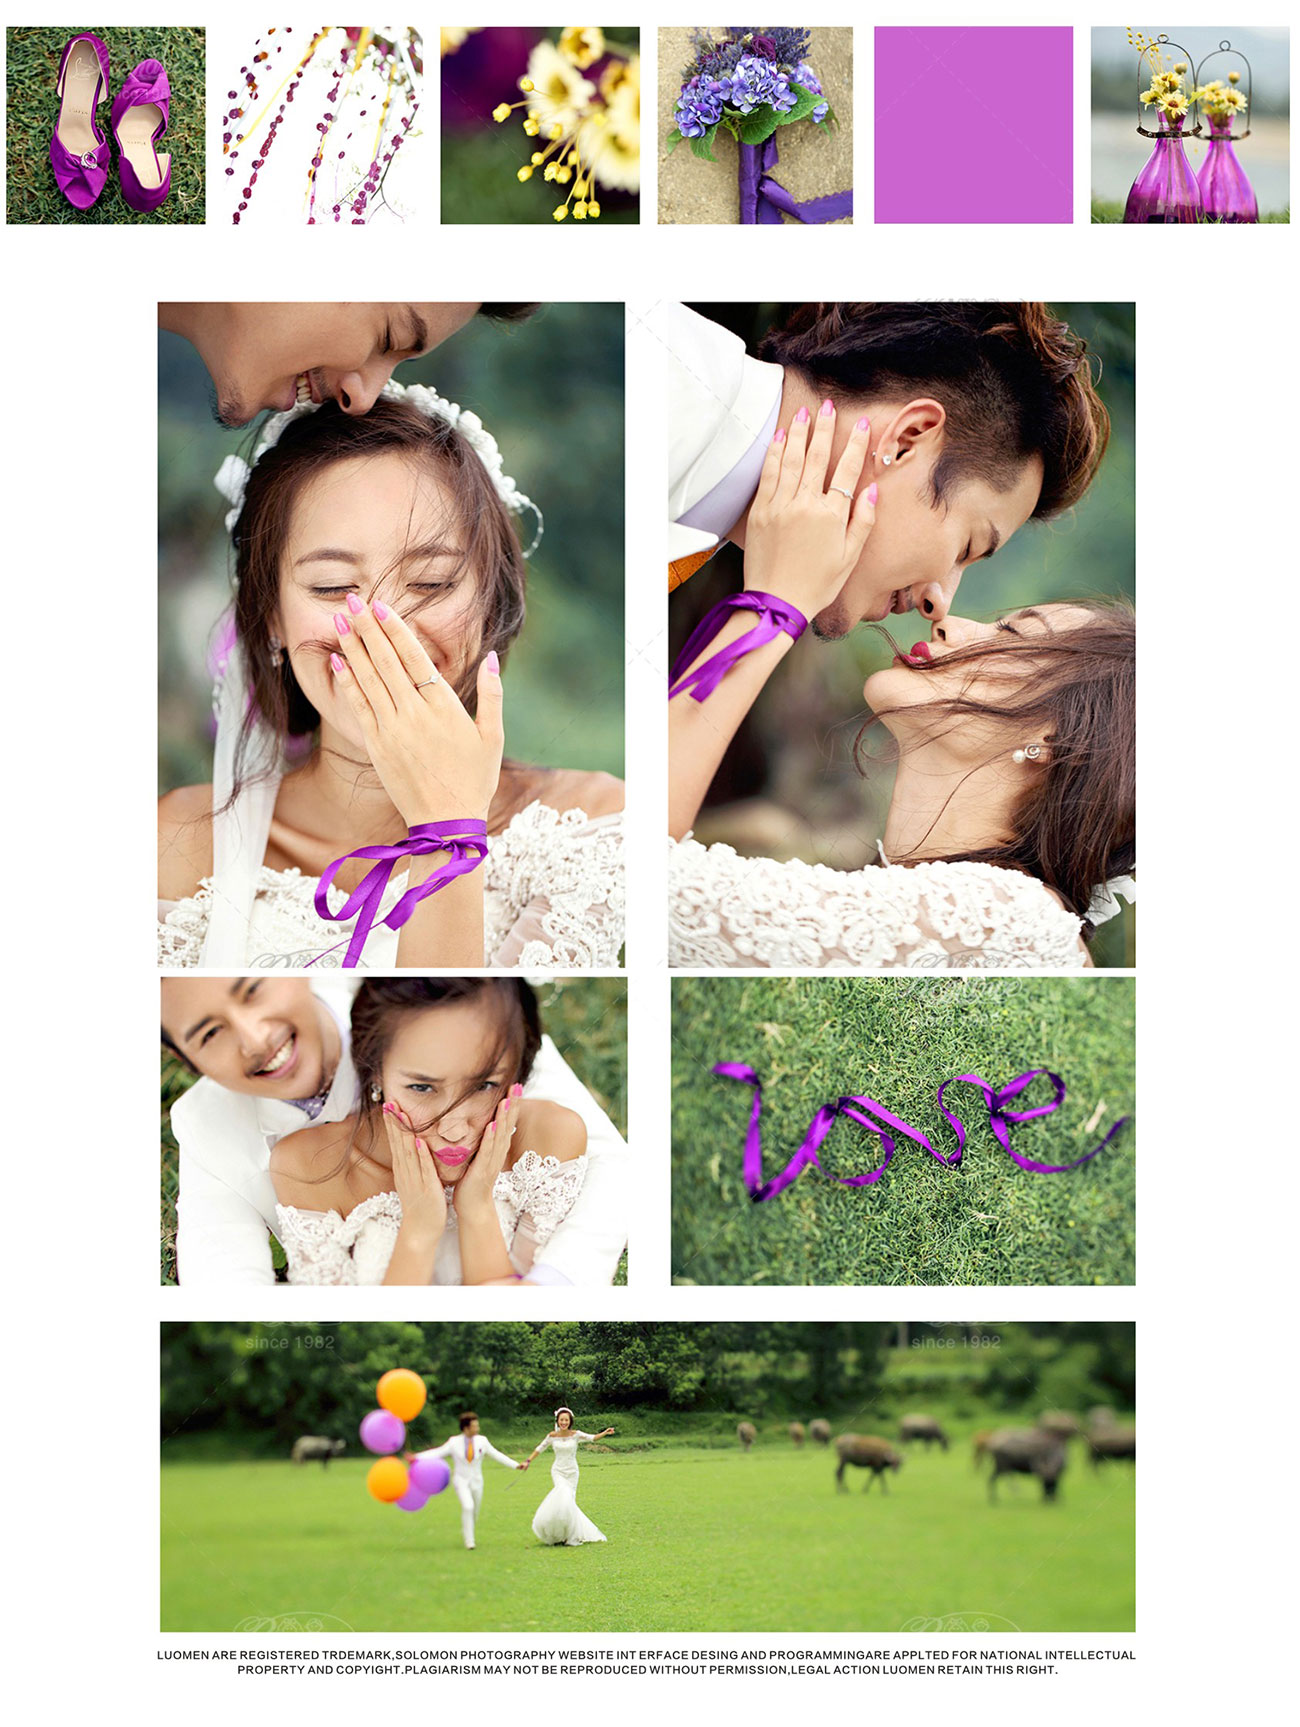 love
since 1982
since 1982
LUOMEN ARE REGISTERED TRDEMARK,SOLOMON PHOTOGRAPHY WEBSITE INT ERFACE DESING AND PROGRAMMINGARE APPLTED FOR NATIONAL INTELLECTUAL
PROPERTY AND COPYIGHT.PLAGIARISM MAY NOT BE REPRODUCED WITHOUT PERMISSION,LEGAL ACTION LUOMEN RETAIN THIS RIGHT.